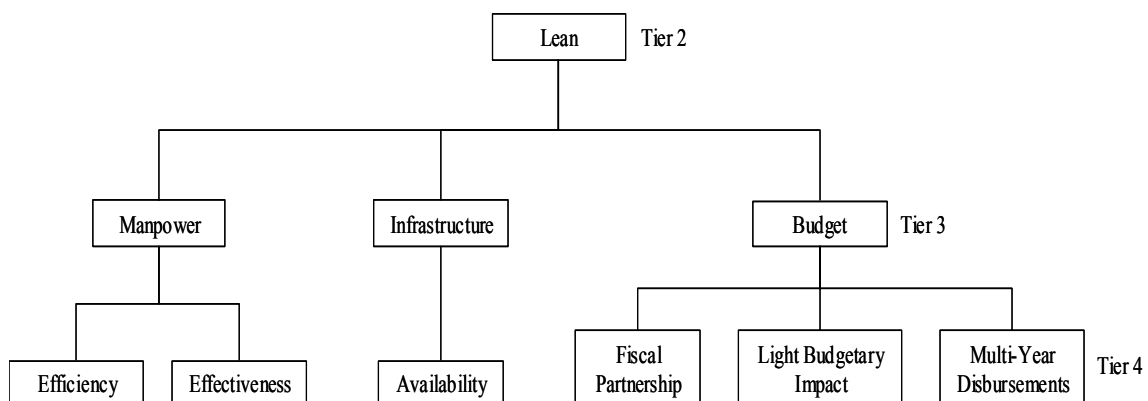 Lean Tier 2
Manpower Infrastructure Budget Tier 3
Efficiency Effectiveness Availability Fiscal Partnership Light Budgetary Impact Multi-Year Disbursements Tier 4